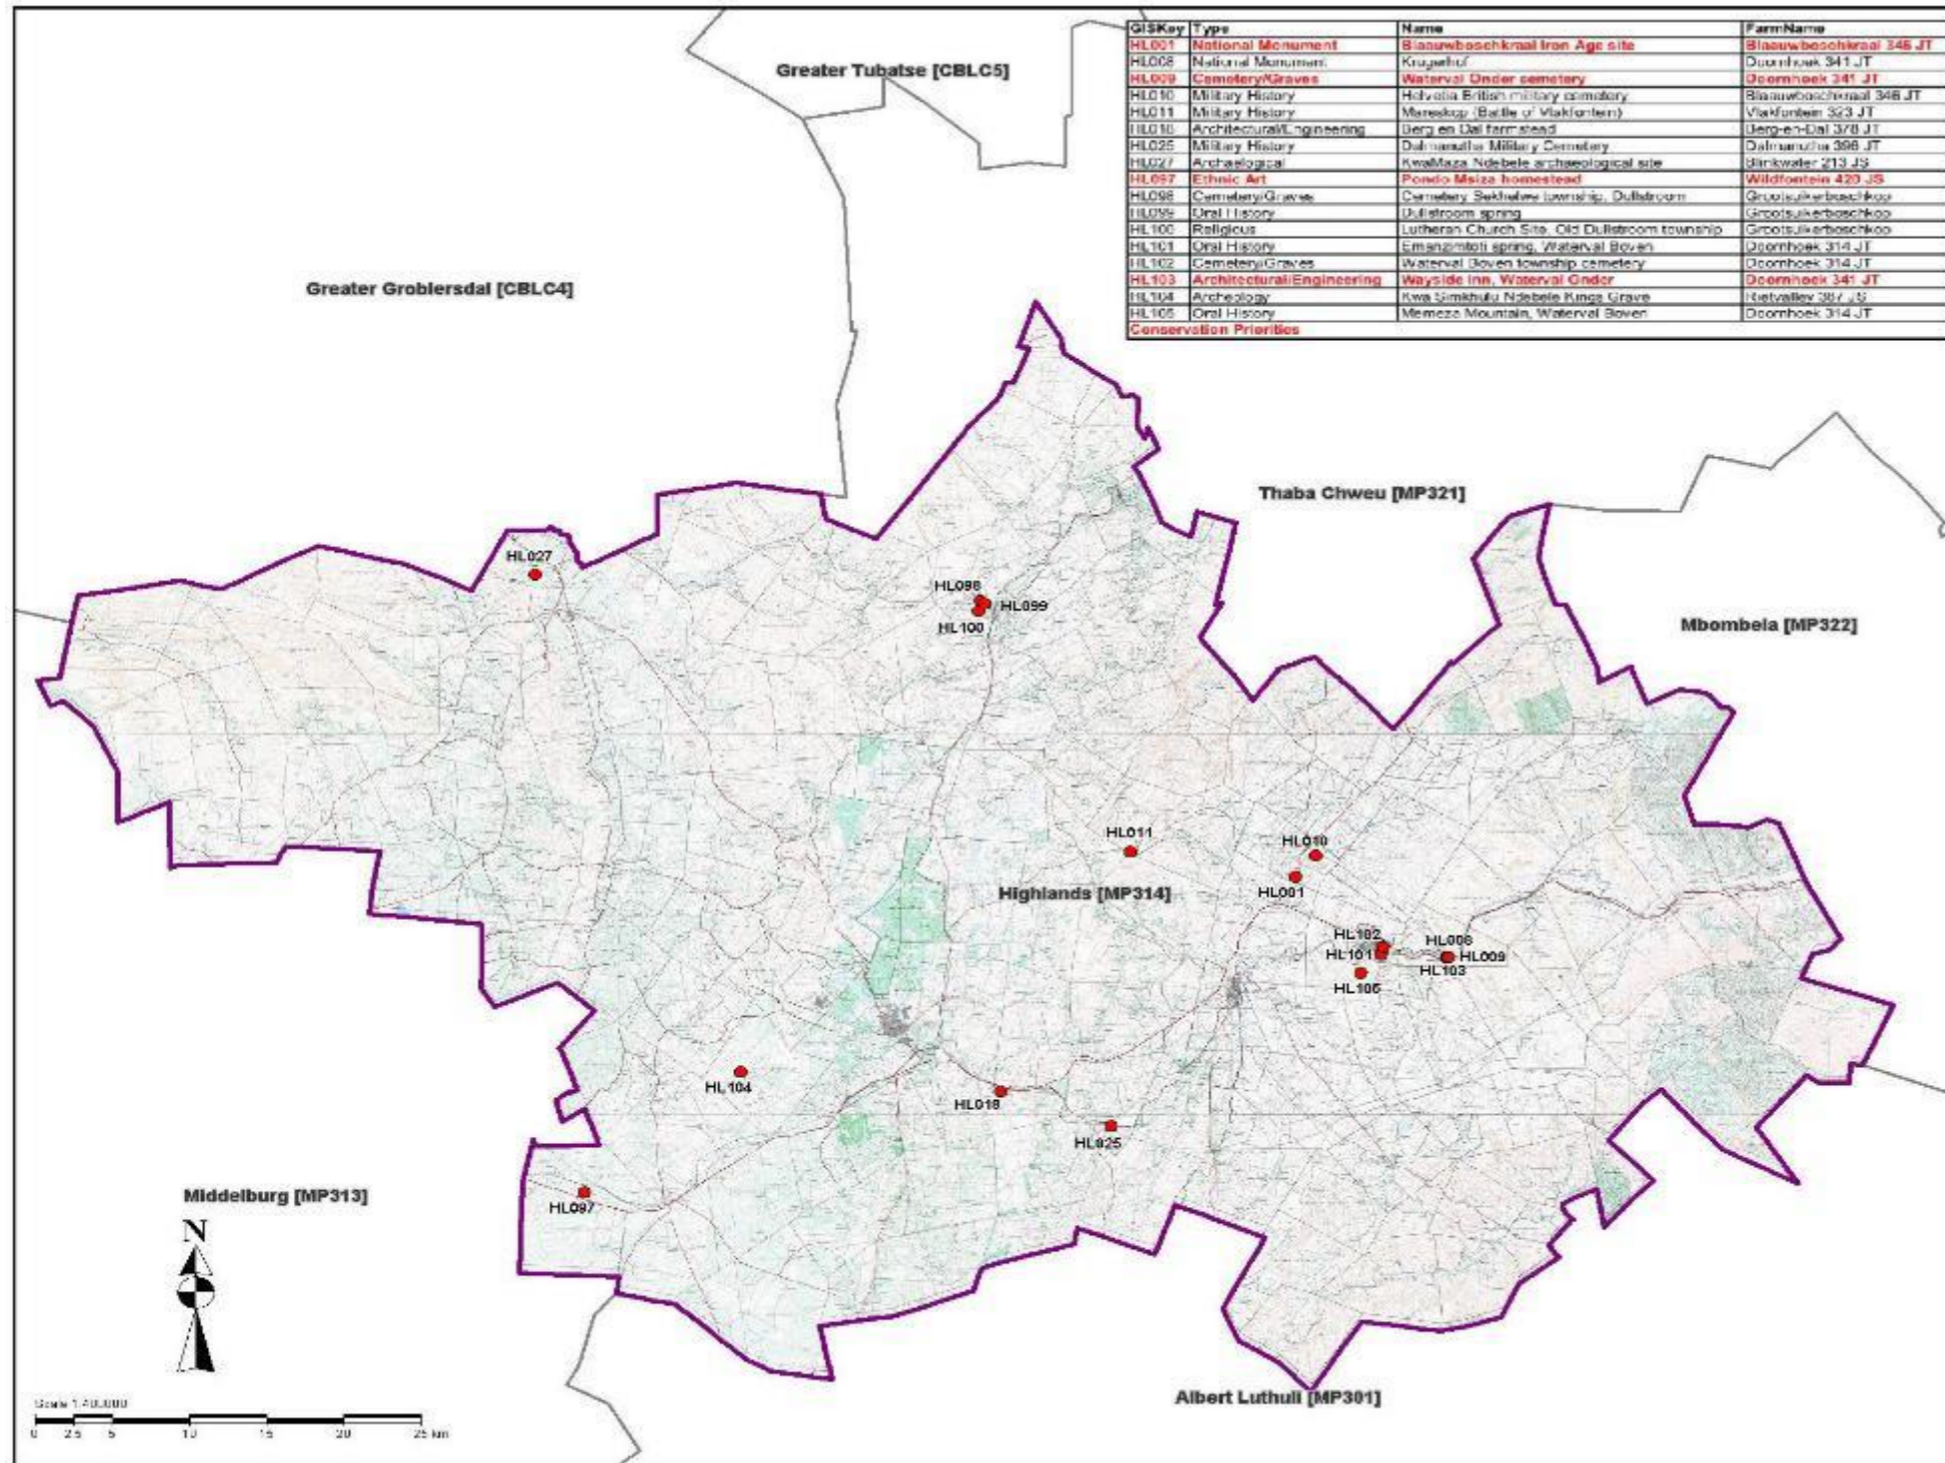 GISKey Type Name FarmName
HL001 National Monument Blaauwboschkraal Iron Age site Blaauwboschkraal 346 JT
HL008 National Monument Krugerhof Doornhoek 341 JT
HL009 Cemetery/Graves Waterval Onder cemetery Doornhoek 341 JT
HL010 Military History Helvetia British military cemetery Blaauwboschkraal 346 JT
HL011 Military History Mareskop (Battle of Vlakfontein) Vlakfontein 323 JT
HL018 Architectural/Engineering Berg en Dal farmstead Berg-en-Dal 378 JT
HL025 Military History Dalmanutha Military Cemetery Dalmanutha 396 JT
HL027 Archaelogical KwaMaza Ndebele archaeological site Blinkwater 213 JS
HL097 Ethnic Art Pondo Msiza homestead Wildfontein 420 JS
HL098 Cemetery/Graves Cemetery Sakhelwe township, Dullstroom Grootsuikerboschkop
HL099 Oral History Dullstroom spring Grootsuikerboschkop
HL100 Religious Lutheran Church Site, Old Dullstroom township Grootsuikerboschkop
HL101 Oral History Emanzimtoti spring, Waterval Boven Doornhoek 314 JT
HL102 Cemetery/Graves Waterval Boven township cemetery Doornhoek 314 JT
HL103 Architectural/Engineering Wayside Inn, Waterval Onder Doornhoek 341 JT
HL104 Archeology Kwa Simkhulu Ndebele Kings Grave Rietvalley 387 JS
HL105 Oral History Memeza Mountain, Waterval Boven Doornhoek 314 JT
Conservation Priorities
Greater Tubatse [CBLC5]
Greater Groblersdal [CBLC4]
Thaba Chweu [MP321]
Mbombela [MP322]
HL027
HL098
HL099
HL100
HL011
HL010
HL001
Highlands [MP314]
HL102
HL101
HL105
HL008
HL009
HL103
HL104
HL018
HL025
HL097
Middelburg [MP313]
N
Albert Luthuli [MP301]
Scale 1:400000
0 2.5 5 10 15 20 25 km